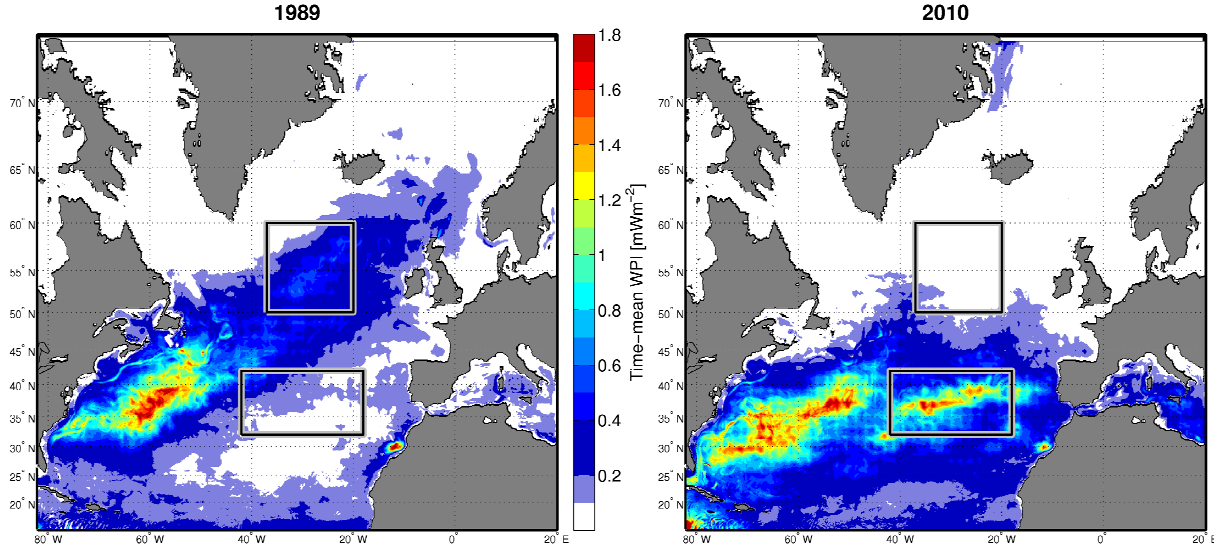 1989
2010
70° N
65° N
60° N
55° N
50° N
45° N
40° N
35° N
30° N
25° N
20° N
80° W
60° W
40° W
20° W
0°
20° E
1.8
1.6
1.4
1.2
1
0.8
0.6
0.4
0.2
Time−mean WPI [mWm−2]
70° N
65° N
60° N
55° N
50° N
45° N
40° N
35° N
30° N
25° N
20° N
80° W
60° W
40° W
20° W
0°
20° E